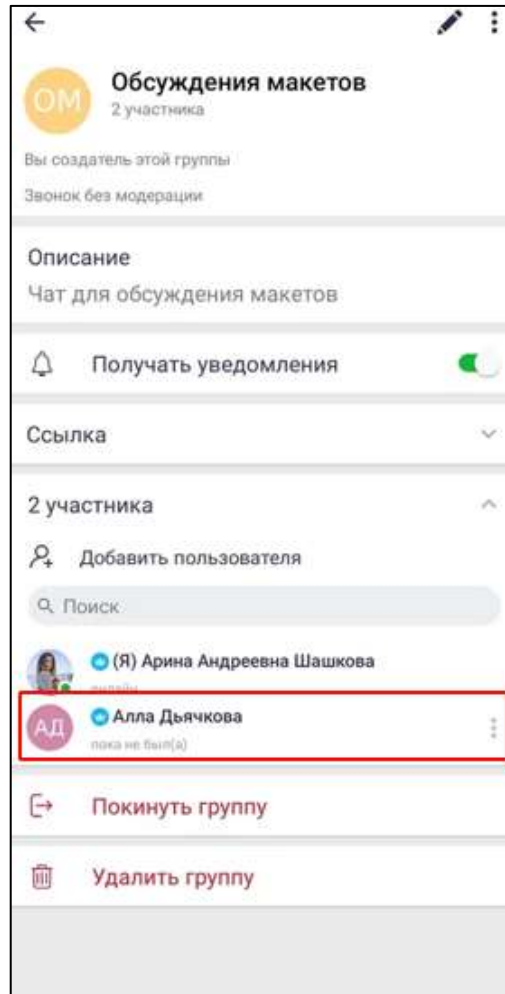 ОМ
Обсуждения макетов
2 участника
Вы создатель этой группы
Звонок без модерации
Описание
Чат для обсуждения макетов
Получать уведомления
Ссылка
2 участника
Добавить пользователя
Поиск
(Я) Арина Андреевна Шашкова
онлайн
АД
Алла Дьячкова
пока не был(а)
Покинуть группу
Удалить группу